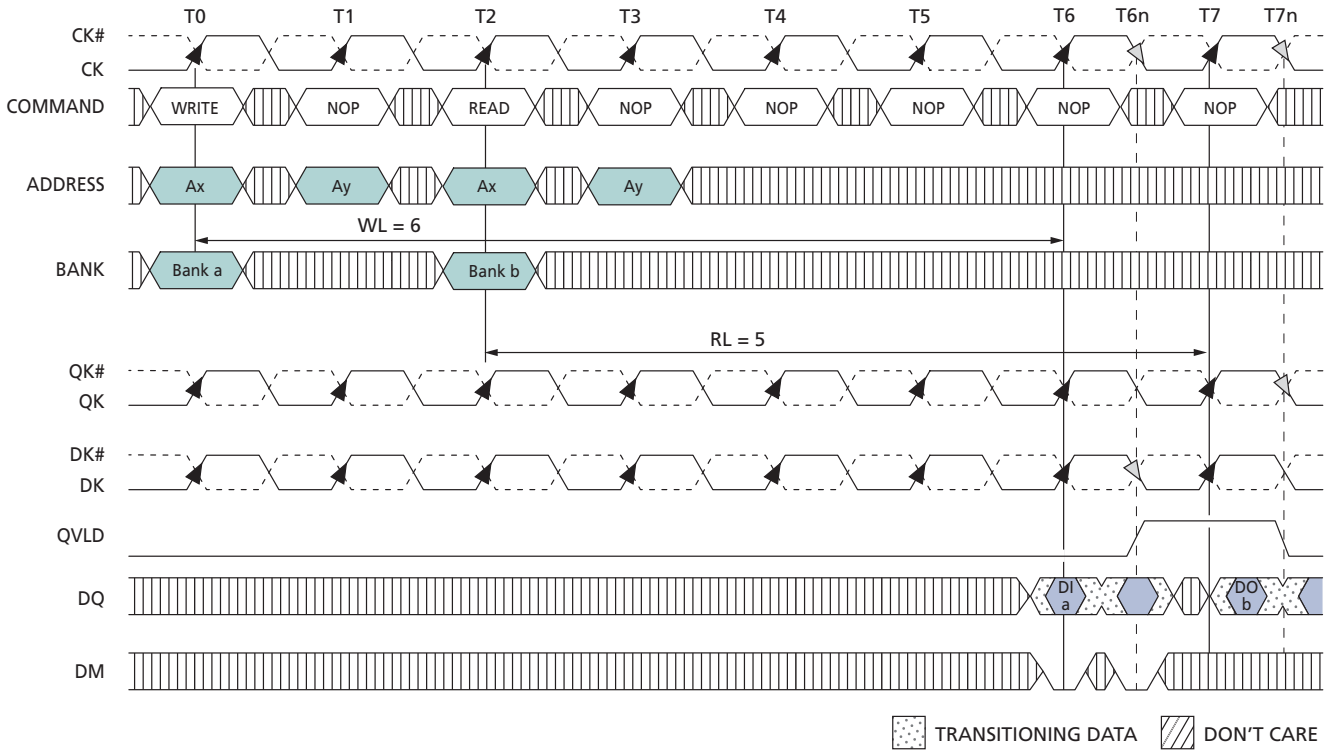 T0 T1 T2 T3 T4 T5 T6 T6n T7 T7n
CK#
CK
COMMAND WRITE NOP READ NOP NOP NOP NOP NOP
ADDRESS Ax Ay Ax Ay
WL = 6
BANK Bank a Bank b
RL = 5
QK#
QK
DK#
DK
QVLD
DQ DI a DO b
DM
TRANSITIONING DATA DON'T CARE